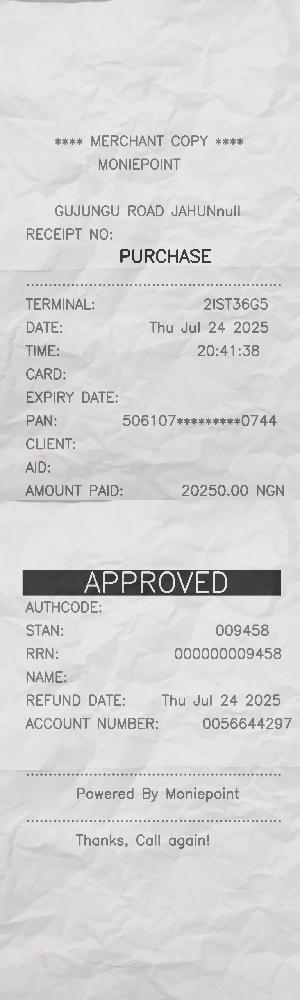 **** MERCHANT COPY ****
MONIEPOINT
GUJUNGU ROAD JAHUNnull
RECEIPT NO:
PURCHASE
TERMINAL: 2IST36G5
DATE: Thu Jul 24 2025
TIME: 20:41:38
CARD:
EXPIRY DATE:
PAN: 506107*********0744
CLIENT:
AID:
AMOUNT PAID: 20250.00 NGN
APPROVED
AUTHCODE:
STAN: 009458
RRN: 000000009458
NAME:
REFUND DATE: Thu Jul 24 2025
ACCOUNT NUMBER: 0056644297
Powered By Moniepoint
Thanks, Call again!